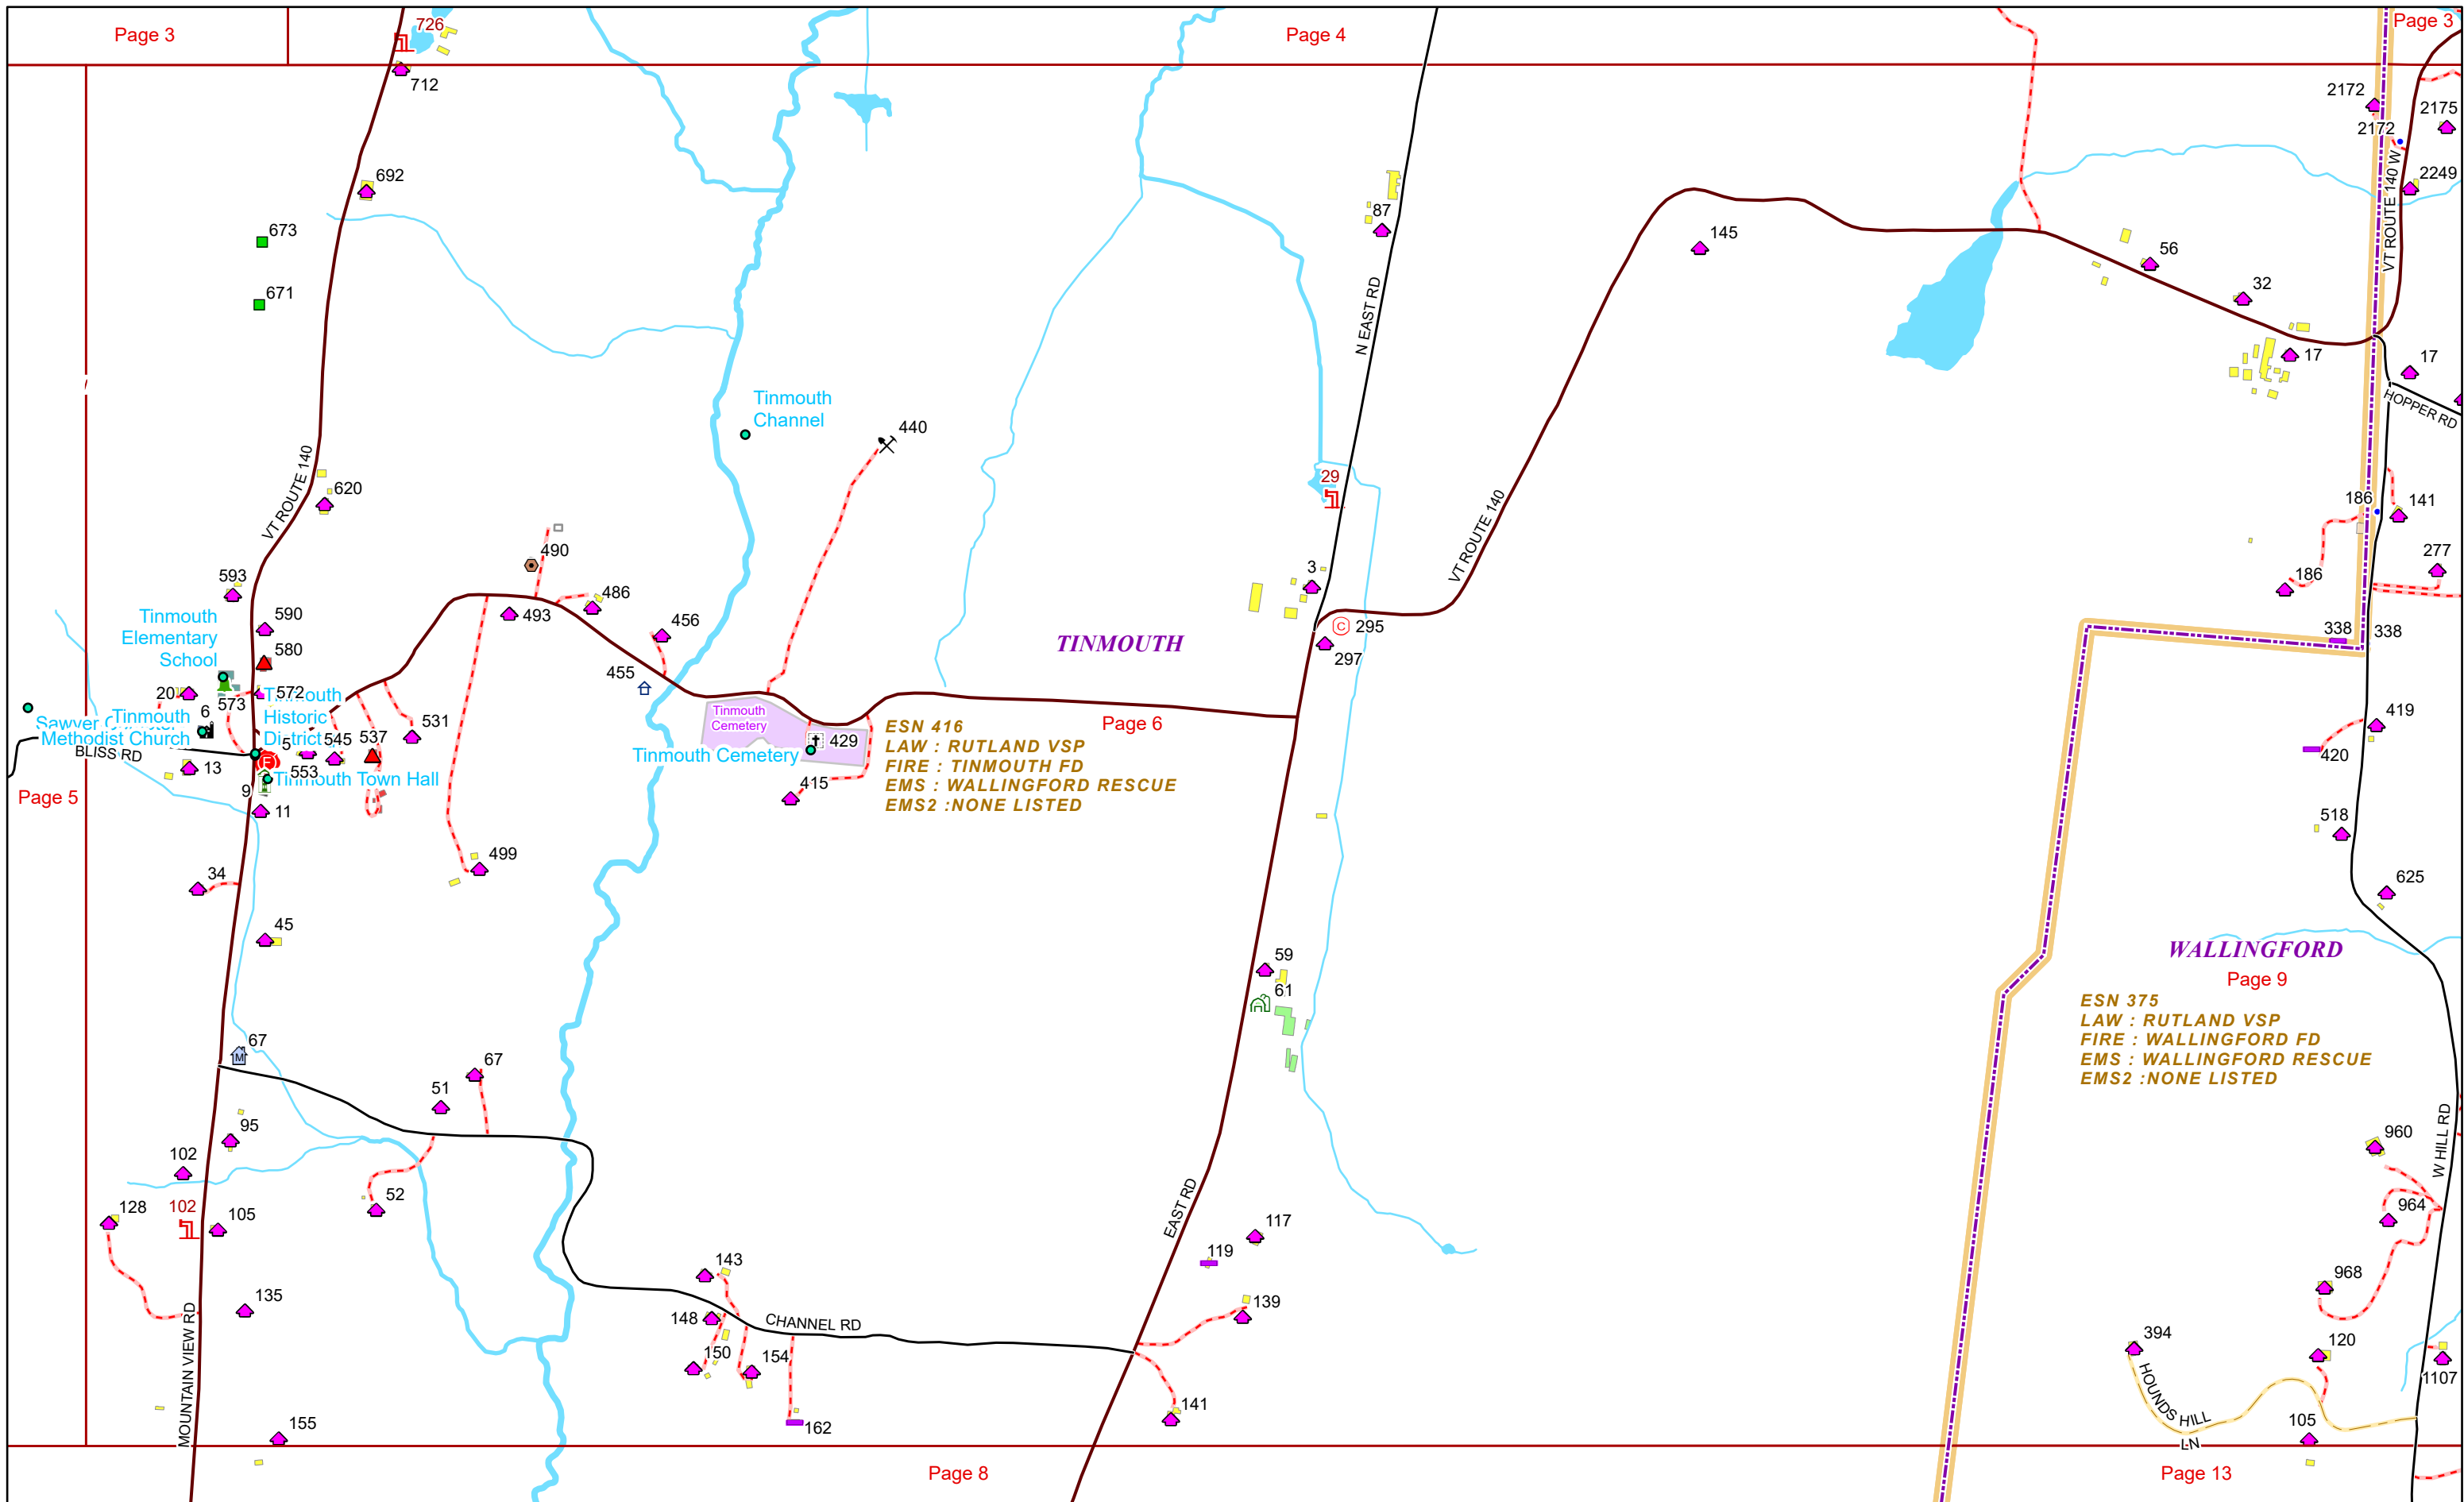 Page 3
726
Page 4
Page 3
712
2172
2175
2172
692
2249
VT ROUTE 140 W
87
673
145
56
671
32
N EAST RD
17
17
HOPPER RD
Tinmouth
Channel
440
VT ROUTE 140
620
29
186
141
VT ROUTE 140
490
277
593
3
186
486
493
590
456
295
Tinmouth
Elementary
School
580
TINMOUTH
297
338
338
455
20
572
573
6
Tinmouth
Historic
District
Tinmouth
Methodist Church
BLISS RD
5
545
537
531
Tinmouth
Cemetery
429
Tinmouth Cemetery
Page 6
ESN 416
LAW : RUTLAND VSP
FIRE : TINMOUTH FD
EMS : WALLINGFORD RESCUE
EMS2 :NONE LISTED
419
420
13
553
Tinmouth Town Hall
Page 5
9
11
415
518
499
34
625
45
WALLINGFORD
Page 9
ESN 375
LAW : RUTLAND VSP
FIRE : WALLINGFORD FD
EMS : WALLINGFORD RESCUE
EMS2 :NONE LISTED
59
61
67
67
51
95
102
W HILL RD
960
52
128
102
105
EAST RD
117
119
964
143
968
135
148
139
CHANNEL RD
MOUNTAIN VIEW RD
150
154
394
120
HOUNDS HILL
LN
1107
141
162
155
105
Page 8
Page 13